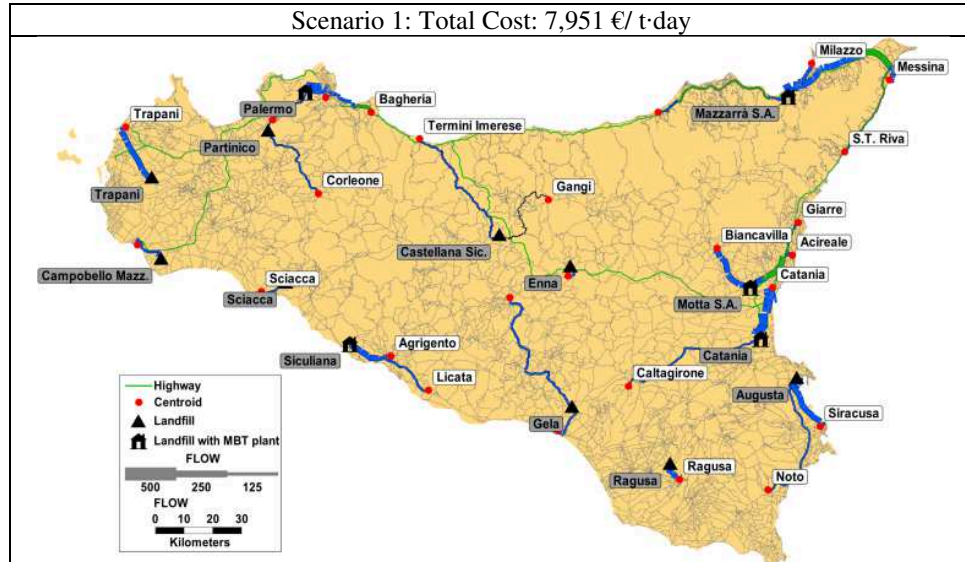 Scenario 1: Total Cost: 7,951 €/ t·day
Milazzo
Messina
Mazzarrà S.A.
Palermo
Bagheria
Trapani
Termini Imerese
Partinico
S.T. Riva
Corleone
Gangi
Trapani
Giarre
Biancavilla
Acireale
Castellana Sic.
Campobello Mazz.
Enna
Catania
Sciacca
Motta S.A.
Sciacca
Agrigento
Siculiana
Catania
Licata
Caltagirone
Augusta
Gela
Siracusa
Ragusa
Ragusa
Noto
Highway
Centroid
Landfill
Landfill with MBT plant
FLOW
500 250 125
FLOW
0 10 20 30
Kilometers